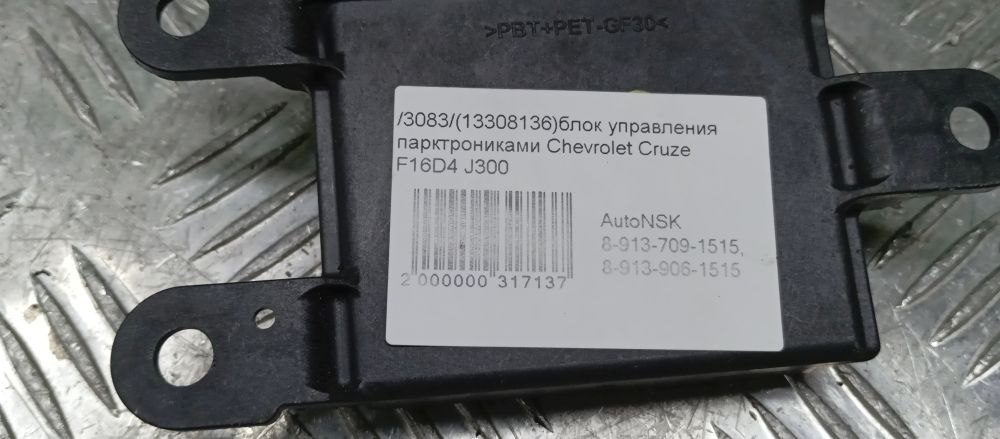 >PBT+PET-GF30<
/3083/(13308136)блок управления
парктрониками Chevrolet Cruze
F16D4 J300
AutoNSK
8-913-709-1515,
8-913-906-1515
2 000000 317137